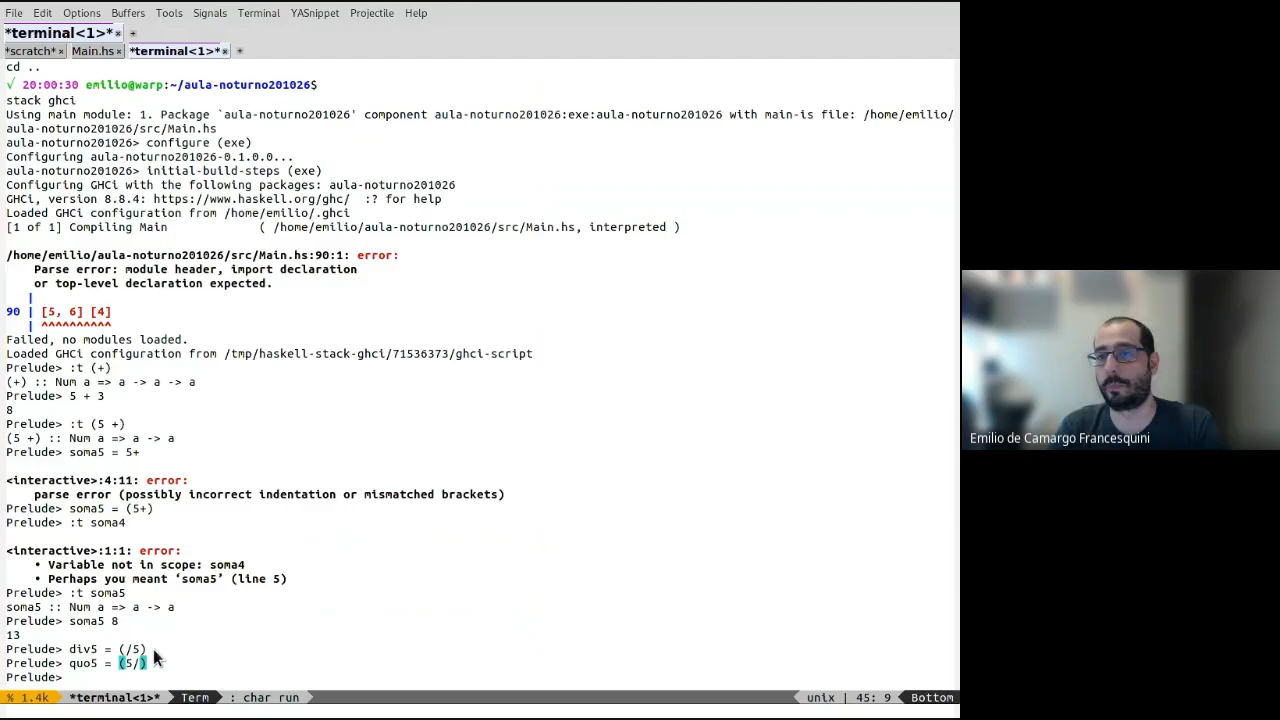 File Edit Options Buffers Tools Signals Terminal YASnippet Projectile Help
*terminal<1>*
*scratch* Main.hs *terminal<1>*
cd ..
√ 20:00:30 emilio@warp:~/aula-noturno201026$
stack ghci
Using main module: 1. Package `aula-noturno201026' component aula-noturno201026:exe:aula-noturno201026 with main-is file: /home/emilio/
aula-noturno201026/src/Main.hs
aula-noturno201026> configure (exe)
Configuring aula-noturno201026-0.1.0.0...
aula-noturno201026> initial-build-steps (exe)
Configuring GHCi with the following packages: aula-noturno201026
GHCi, version 8.8.4: https://www.haskell.org/ghc/  :? for help
Loaded GHCi configuration from /home/emilio/.ghci
[1 of 1] Compiling Main             ( /home/emilio/aula-noturno201026/src/Main.hs, interpreted )
/home/emilio/aula-noturno201026/src/Main.hs:90:1: error:
    Parse error: module header, import declaration
    or top-level declaration expected.
   |
90 | [5, 6] [4]
   | ^^^^^^^^^^
Failed, no modules loaded.
Loaded GHCi configuration from /tmp/haskell-stack-ghci/71536373/ghci-script
Prelude> :t (+)
(+) :: Num a => a -> a -> a
Prelude> 5 + 3
8
Prelude> :t (5 +)
(5 +) :: Num a => a -> a
Prelude> soma5 = 5+
<interactive>:4:11: error:
    parse error (possibly incorrect indentation or mismatched brackets)
Prelude> soma5 = (5+)
Prelude> :t soma4
<interactive>:1:1: error:
    • Variable not in scope: soma4
    • Perhaps you meant ‘soma5’ (line 5)
Prelude> :t soma5
soma5 :: Num a => a -> a
Prelude> soma5 8
13
Prelude> div5 = (/5)
Prelude> quo5 = (5/)
Prelude>
% 1.4k *terminal<1>* Term : char run unix | 45: 9 Bottom
Emilio de Camargo Francesquini